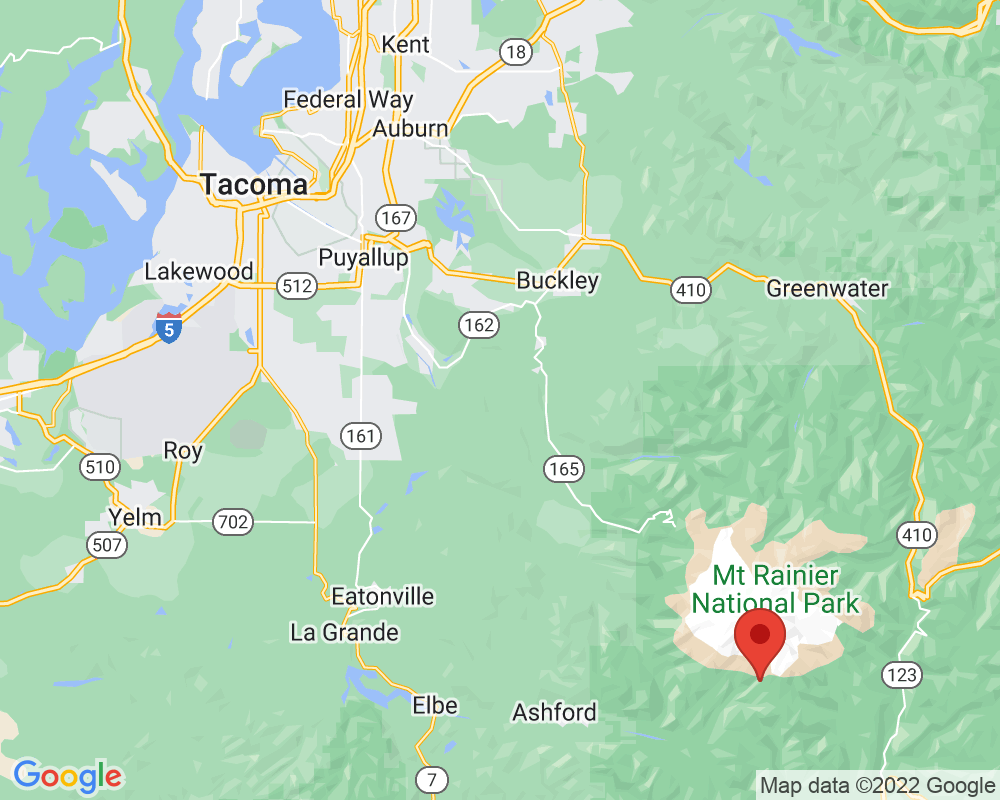 Kent
18
Federal Way
Auburn
Tacoma
167
Puyallup
Lakewood
512
Buckley
410
Greenwater
5
162
161
Roy
510
165
Yelm
702
507
410
Mt Rainier
National Park
Eatonville
La Grande
123
Elbe
Ashford
7
Google
Map data ©2022 Google